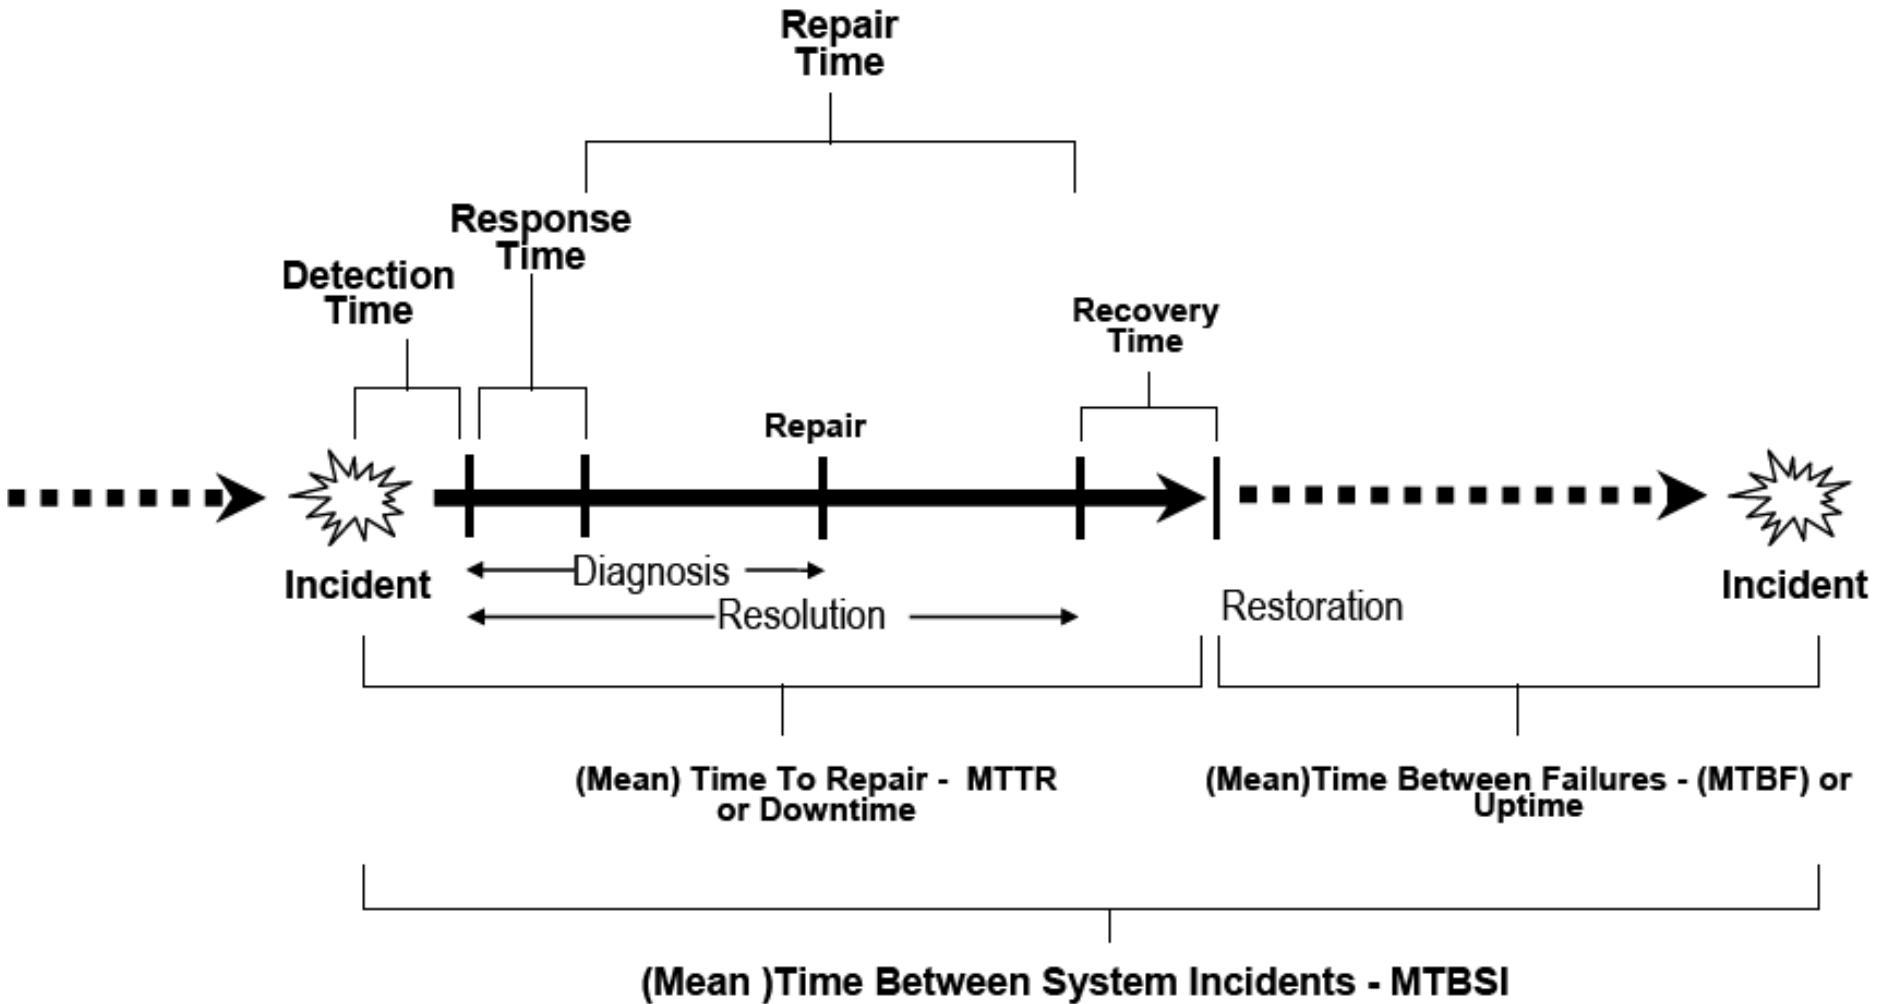 Repair
Time
Response
Time
Detection
Time
Recovery
Time
Repair
Incident
Diagnosis
Resolution
Restoration
Incident
(Mean) Time To Repair - MTTR
or Downtime
(Mean)Time Between Failures - (MTBF) or
Uptime
(Mean )Time Between System Incidents - MTBSI